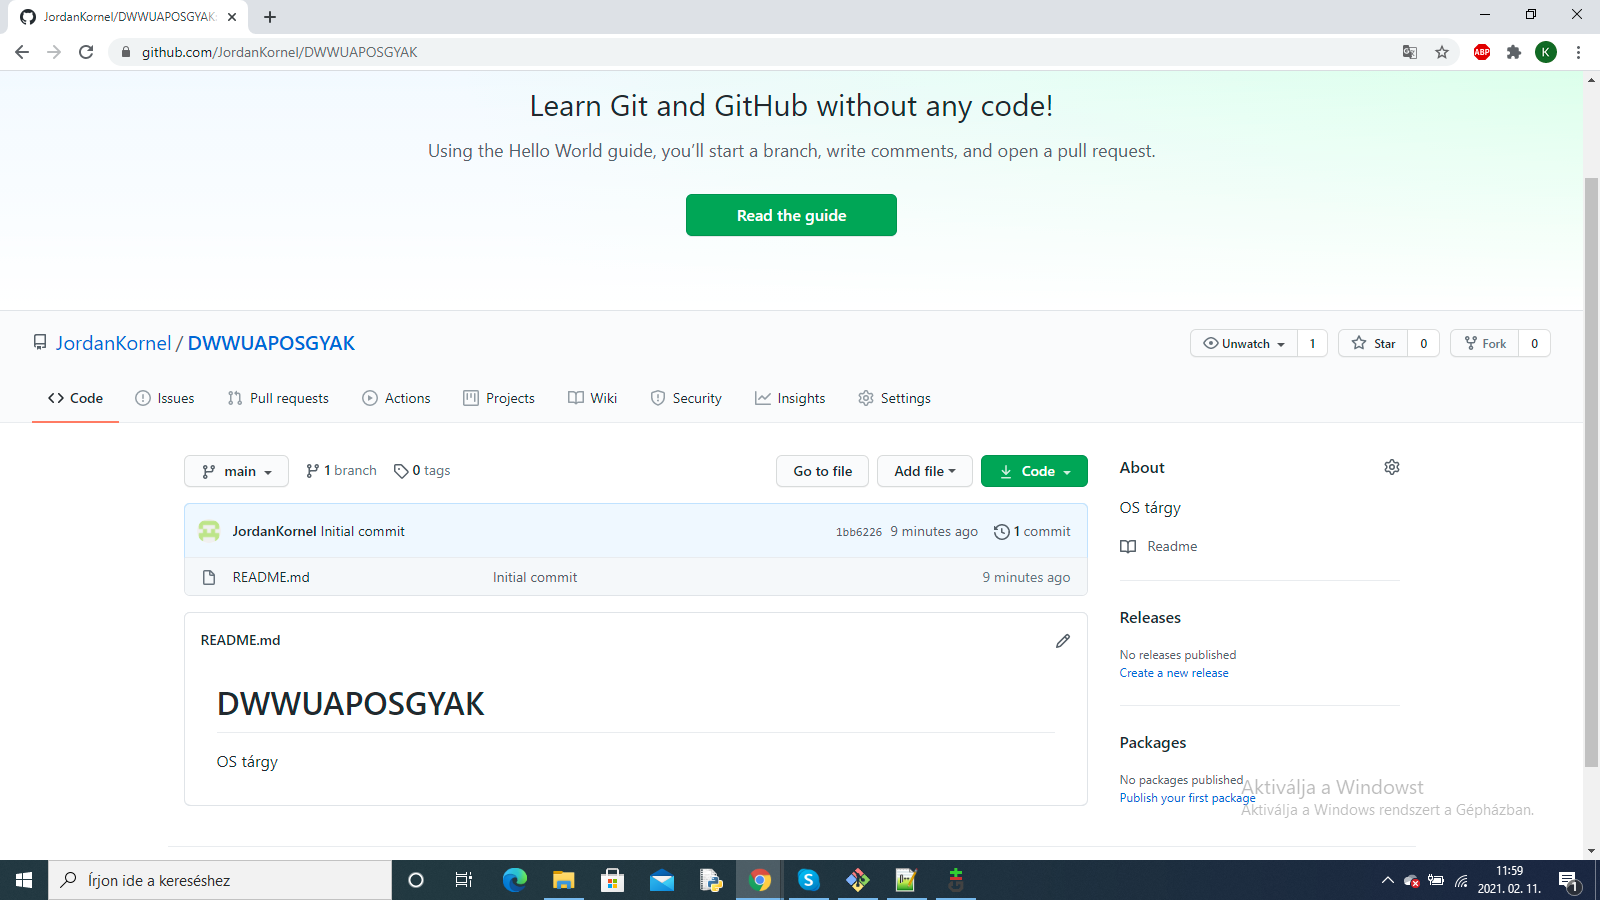 JordanKornel/DWWUAPOSGYAK
github.com/JordanKornel/DWWUAPOSGYAK
ABP
K
Learn Git and GitHub without any code!
Using the Hello World guide, you’ll start a branch, write comments, and open a pull request.
Read the guide
JordanKornel / DWWUAPOSGYAK
Unwatch 1 Star 0 Fork 0
Code Issues Pull requests Actions Projects Wiki Security Insights Settings
main 1 branch 0 tags Go to file Add file Code
JordanKornel Initial commit 1bb6226 9 minutes ago 1 commit
README.md Initial commit 9 minutes ago
README.md
DWWUAPOSGYAK
OS tárgy
About
OS tárgy
Readme
Releases
No releases published
Create a new release
Packages
No packages published
Publish your first package
Aktiválja a Windowst
Aktiválja a Windows rendszert a Gépházban.
Írjon ide a kereséshez
11:59
2021. 02. 11.
1